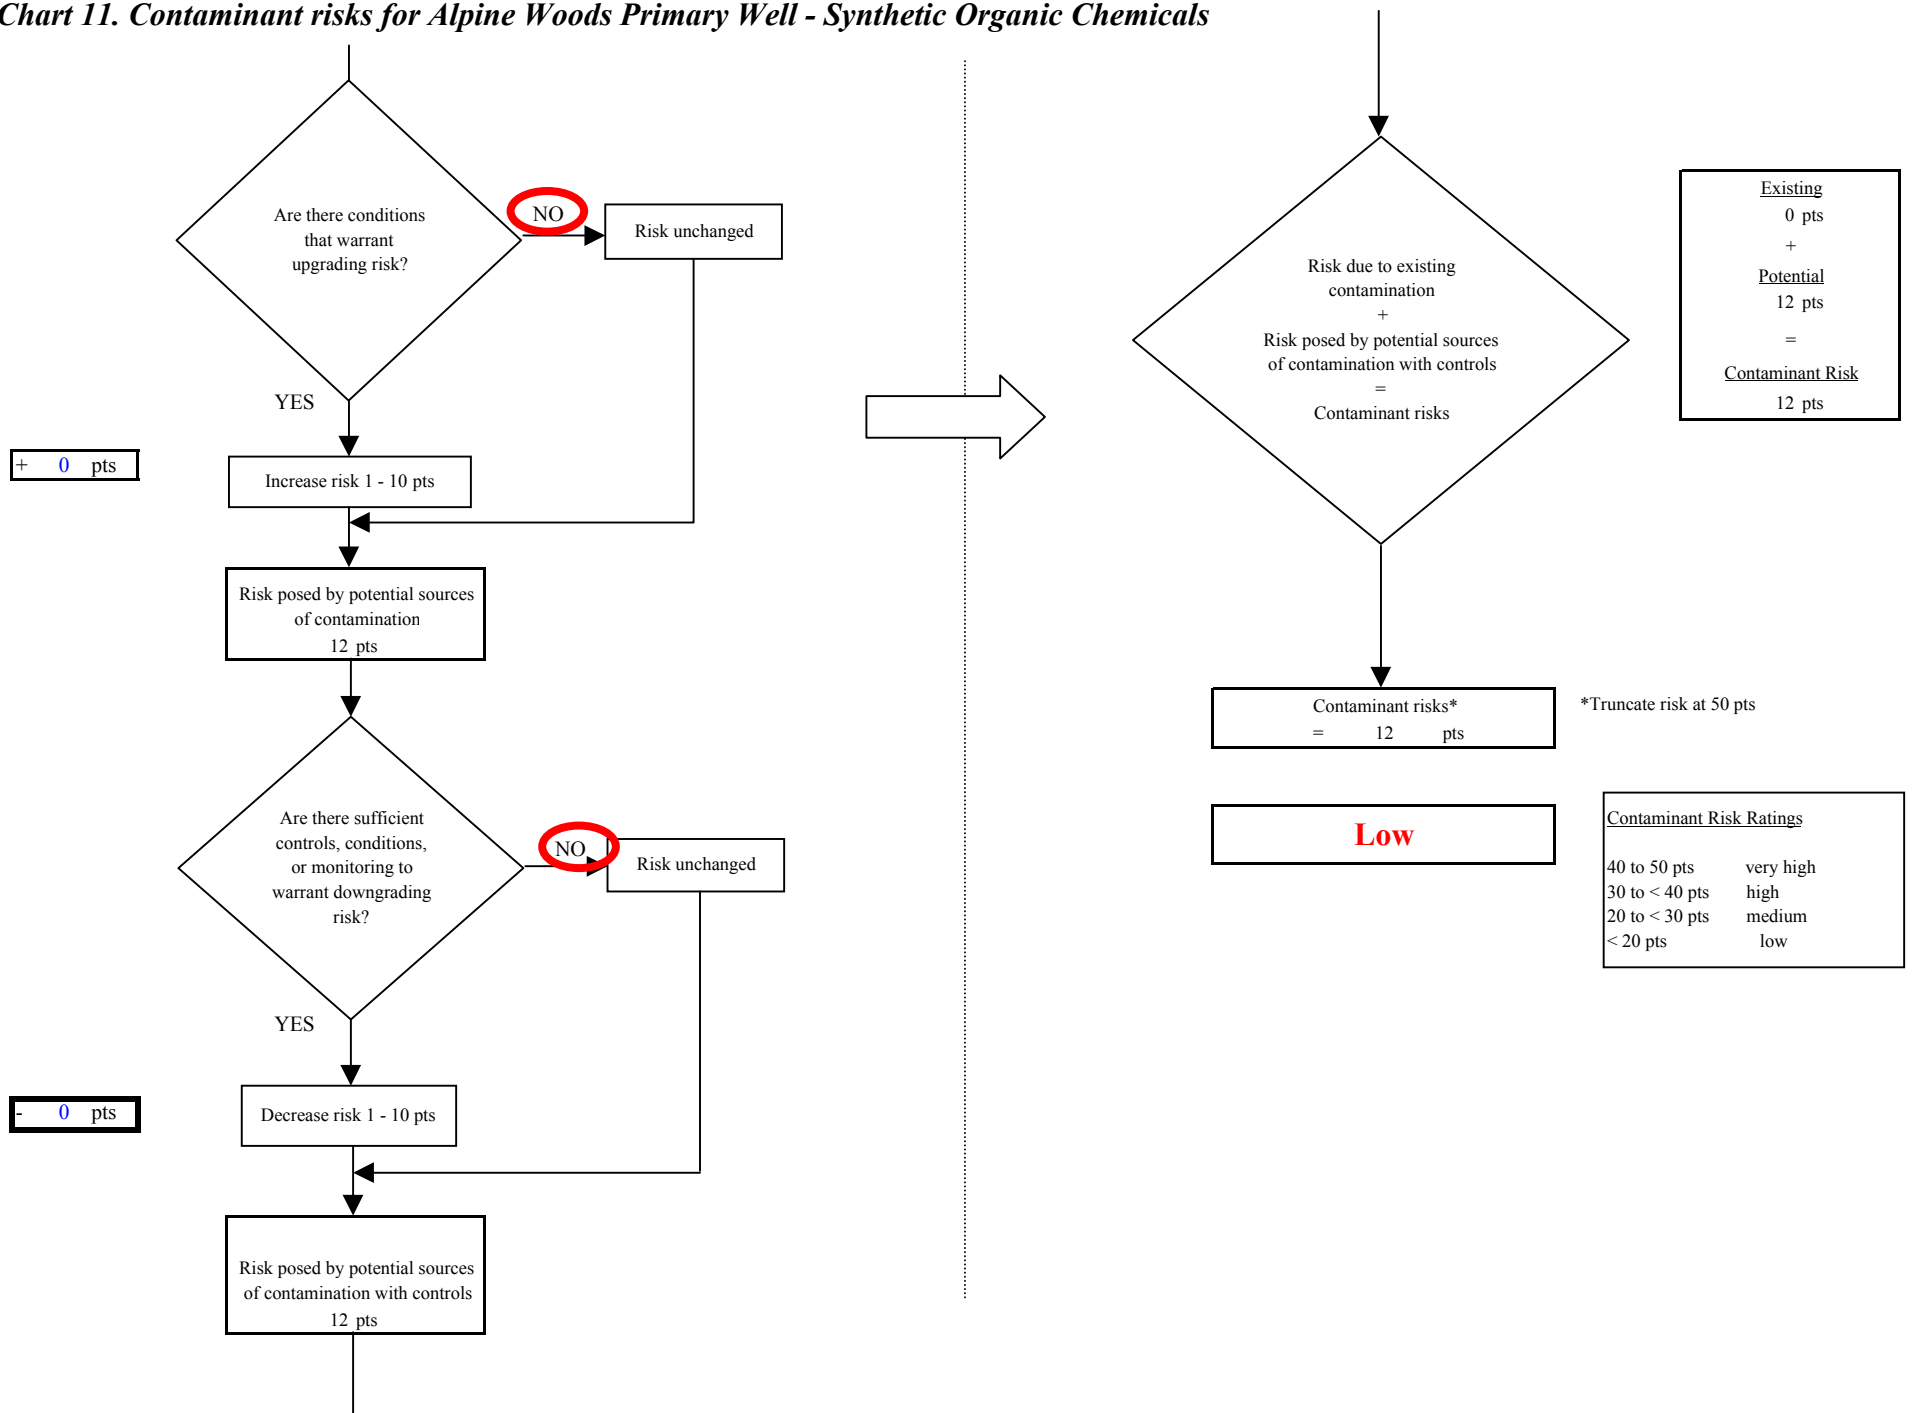 Chart 11. Contaminant risks for Alpine Woods Primary Well - Synthetic Organic Chemicals
Are there conditions
that warrant
upgrading risk?
NO
Risk unchanged
YES
+ 0 pts
Increase risk 1 - 10 pts
Risk posed by potential sources
of contamination
12 pts
Are there sufficient
controls, conditions,
or monitoring to
warrant downgrading
risk?
NO
Risk unchanged
YES
- 0 pts
Decrease risk 1 - 10 pts
Risk posed by potential sources
of contamination with controls
12 pts
Risk due to existing
contamination
+
Risk posed by potential sources
of contamination with controls
=
Contaminant risks
Existing
0 pts
+
Potential
12 pts
=
Contaminant Risk
12 pts
Contaminant risks*
= 12 pts
*Truncate risk at 50 pts
Low
Contaminant Risk Ratings
40 to 50 pts very high
30 to < 40 pts high
20 to < 30 pts medium
< 20 pts low